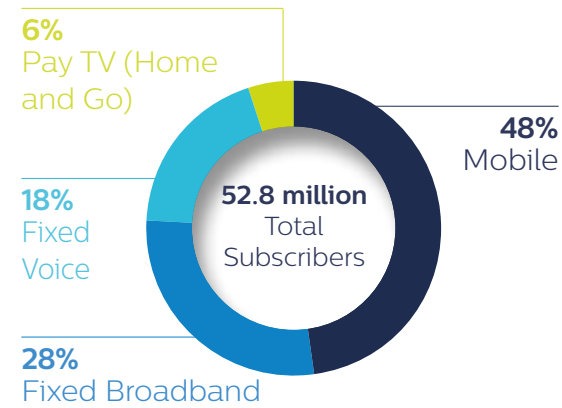 6%
Pay TV (Home
and Go)
48%
Mobile
52.8 million
Total
Subscribers
18%
Fixed
Voice
28%
Fixed Broadband